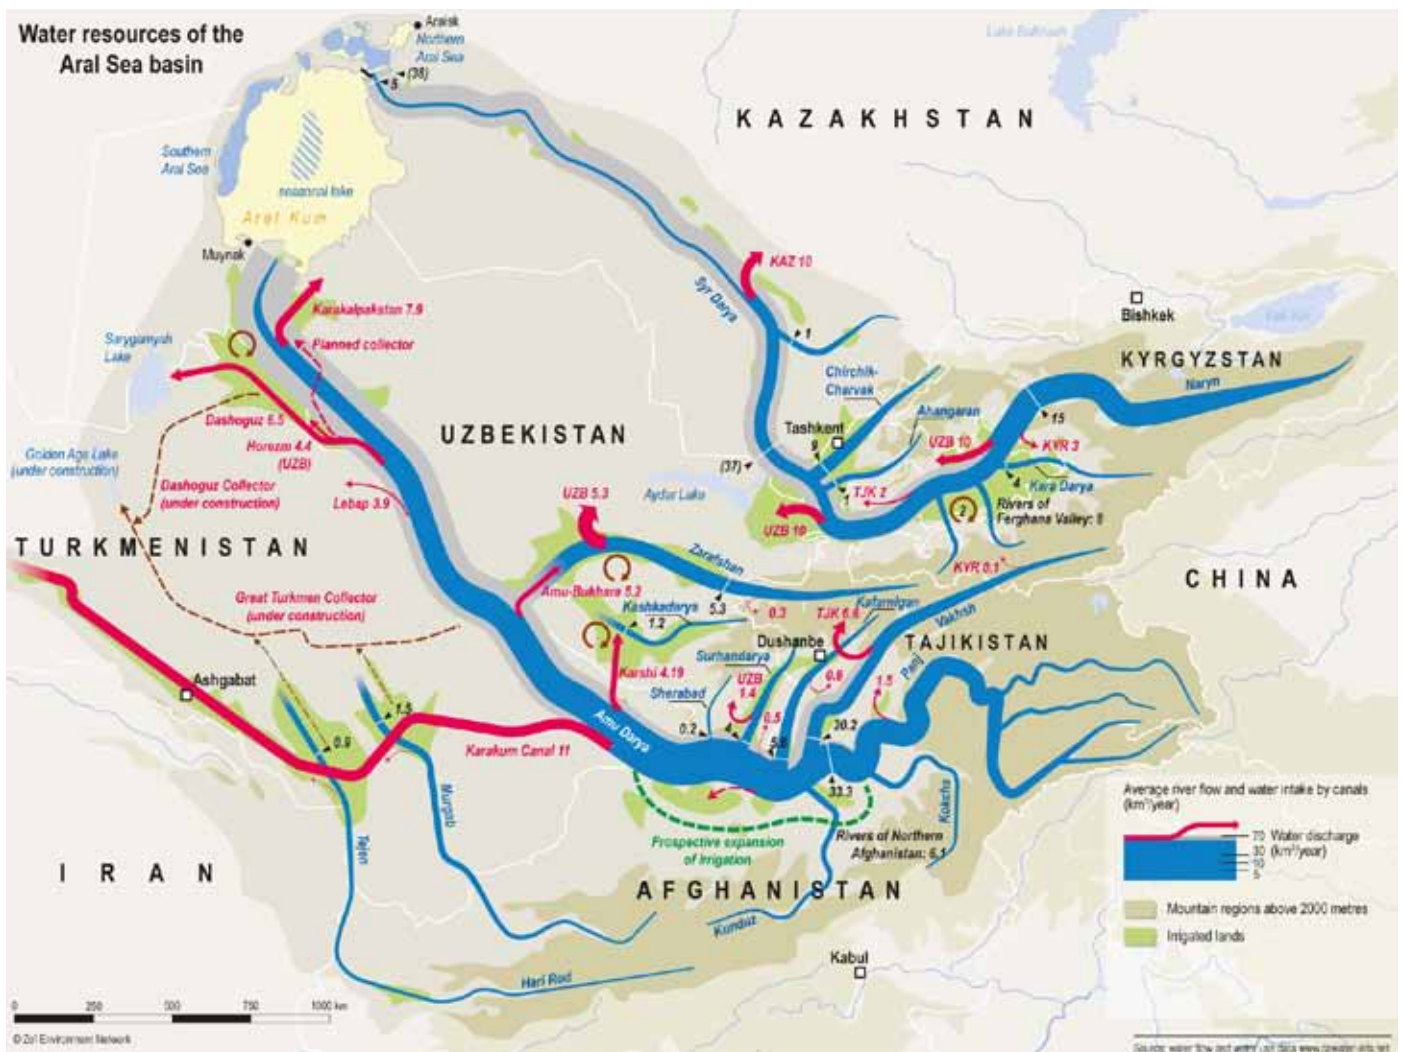 Water resources of the
Aral Sea basin
Aralsk
Northern
Aral Sea
(38)
5
Southern
Aral Sea
seasonal lake
Aral Kum
Muynak
KAZAKHSTAN
Syr Darya
KAZ 10
1
Bishkek
KYRGYZSTAN
Naryn
Chirchik-
Charvak
Ahangaran
Tashkent
9
UZB 10
15
KYR 3
(37)
TJK 2
1
4
Kara Darya
Rivers of
Ferghana Valley: 8
2
UZB 10
KYR 0.1
Karakalpakstan 7.9
Planned collector
Sarygamysh
Lake
Dashoguz 6.5
Horezm 4.4
(UZB)
Golden Age Lake
(under construction)
Dashoguz Collector
(under construction)
Lebap 3.9
UZBEKISTAN
Aydar Lake
UZB 5.3
Zarafshan
TURKMENISTAN
CHINA
Amu-Bukhara 5.2
5.3
0.3
Great Turkmen Collector
(under construction)
Kashkadarya
1.2
TJK 6.8
Kafarnigan
Vakhsh
Dushanbe
TAJIKISTAN
Surhandarya
Panj
Karshi 4.19
UZB
1.4
Sherabad
0.5
1.5
Ashgabat
1.5
0.9
Amu Darya
0.2
4
20.2
33.3
Karakum Canal 11
Murgab
Tejen
Kokcha
Prospective expansion
of irrigation
Rivers of Northern
Afghanistan: 6.1
IRAN
AFGHANISTAN
Kunduz
Kabul
Hari Rod
Average river flow and water intake by canals
(km³/year)
70 Water discharge
30 (km³/year)
10
5
Mountain regions above 2000 metres
Irrigated lands
0 250 500 750 1000 km
© Zoï Environment Network